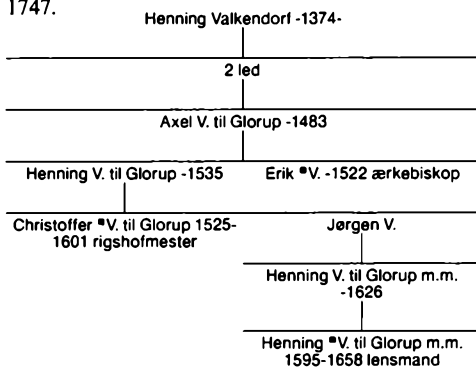 1747.
Henning Valkendorf -1374-
2 led
Axel V. til Glorup -1483
Henning V. til Glorup -1535
Erik ■V. -1522 ærkebiskop
Christoffer ■V. til Glorup 1525-
1601 rigshofmester
Jørgen V.
Henning V. til Glorup m.m.
-1626
Henning ■V. til Glorup m.m.
1595-1658 lensmand